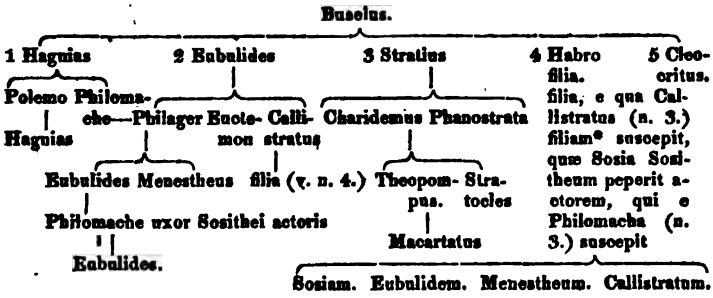 Buselus.
1 Hagnias 2 Eubulides 3 Stratius 4 Habro 5 Cleo-
filia. critus.
Polemo Philoma- filia, e qua Cal-
che—Philager Eucte- Calli- Charidemus Phanostrata listratus (n. 3.)
Hagnias mon stratus filiam* suscepit,
quae Sosia Sosi-
Eubulides Menestheus filia (v. n. 4.) Theopom- Stra- theum peperit a-
pus. tocles ctorem, qui e
Philomache uxor Sosithei actoris Philomacha (n.
Macartatus 3.) suscepit
Eubulides.
Sosiam. Eubulidem. Menestheum. Callistratum.